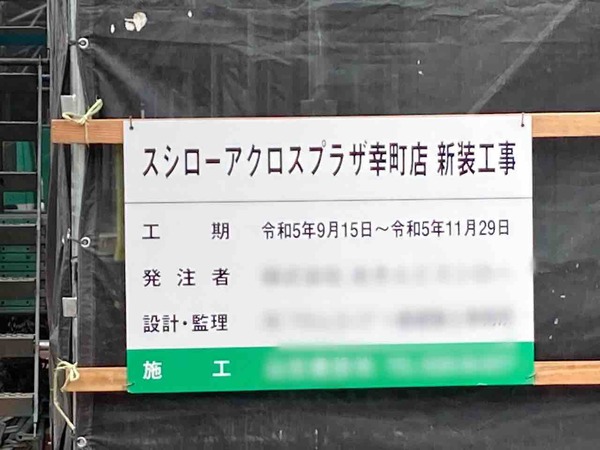 スシローアクロスプラザ幸町店 新装工事
工期 令和5年9月15日～令和5年11月29日
発注者
設計・監理
施工